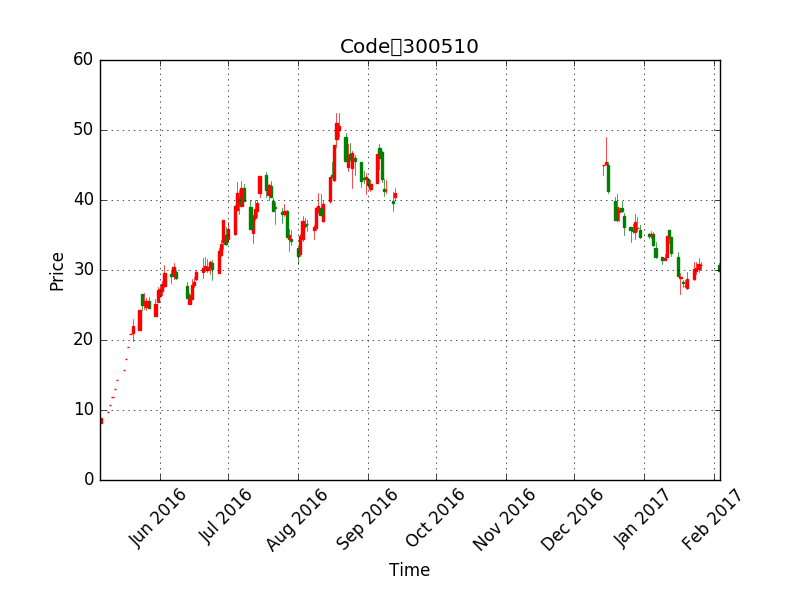 Code▯300510
60
50
40
30
20
10
0
Price
Jun 2016
Jul 2016
Aug 2016
Sep 2016
Oct 2016
Nov 2016
Dec 2016
Jan 2017
Feb 2017
Time